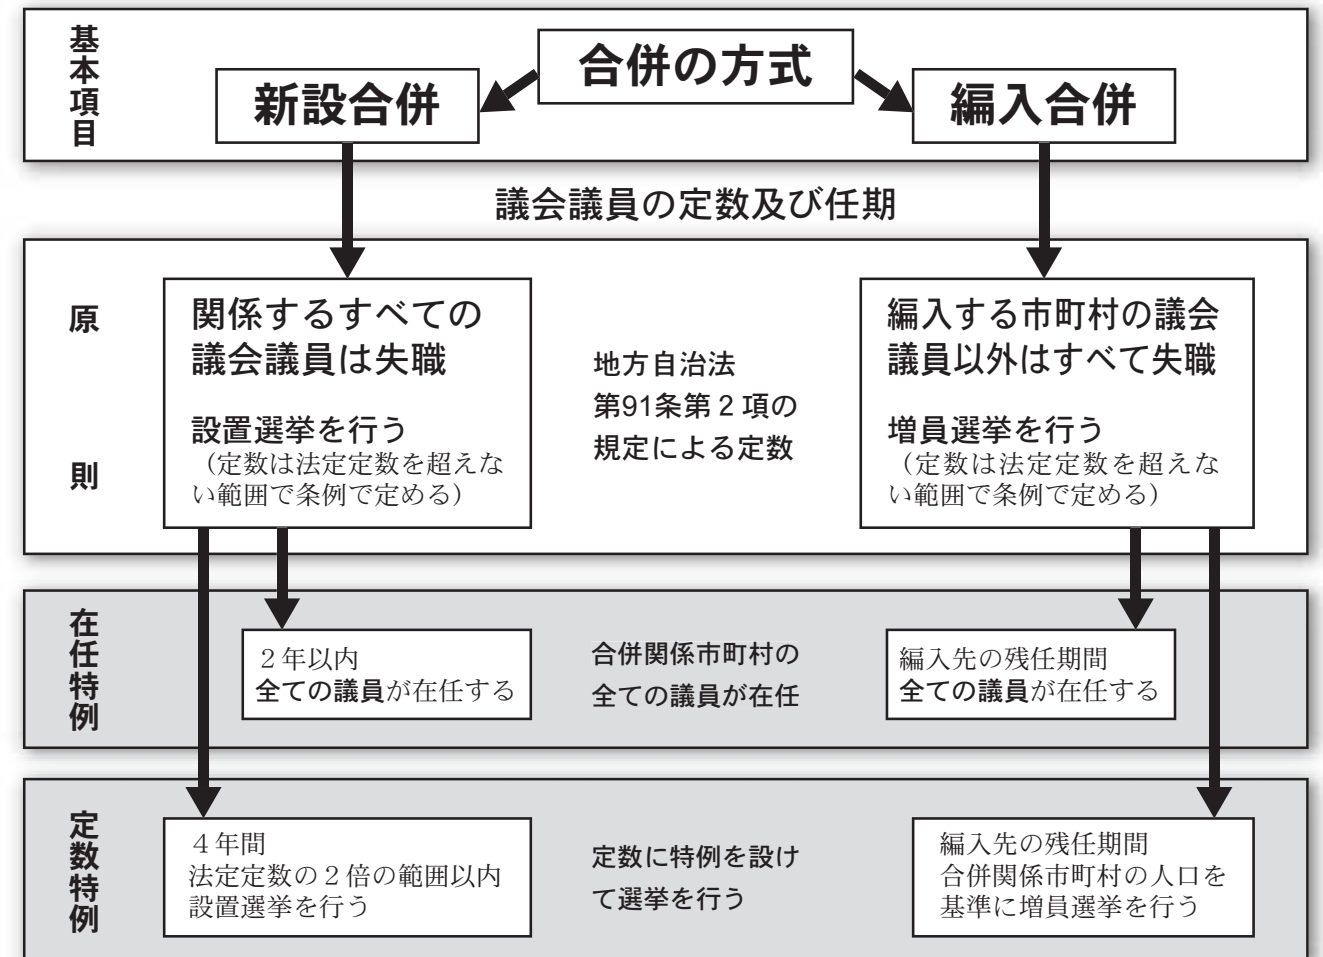 基本項目
合併の方式
新設合併
編入合併
議会議員の定数及び任期
原則
関係するすべての
議会議員は失職
設置選挙を行う
（定数は法定定数を超えな
い範囲で条例で定める）
地方自治法
第91条第２項の
規定による定数
編入する市町村の議会
議員以外はすべて失職
増員選挙を行う
（定数は法定定数を超えな
い範囲で条例で定める）
在任特例
２年以内
全ての議員が在任する
合併関係市町村の
全ての議員が在任
編入先の残任期間
全ての議員が在任する
定数特例
４年間
法定定数の２倍の範囲以内
設置選挙を行う
定数に特例を設け
て選挙を行う
編入先の残任期間
合併関係市町村の人口を
基準に増員選挙を行う